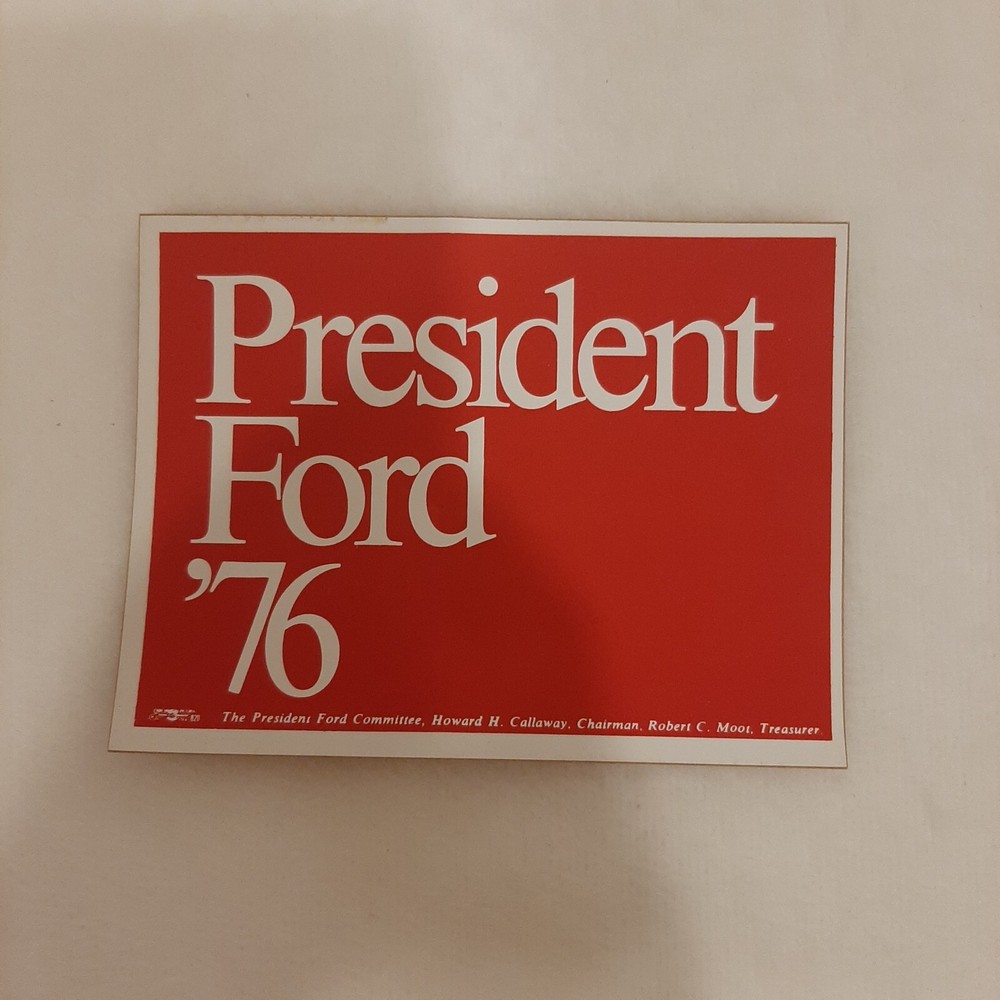 President
Ford
’76
The President Ford Committee, Howard H. Callaway, Chairman, Robert C. Moot, Treasurer